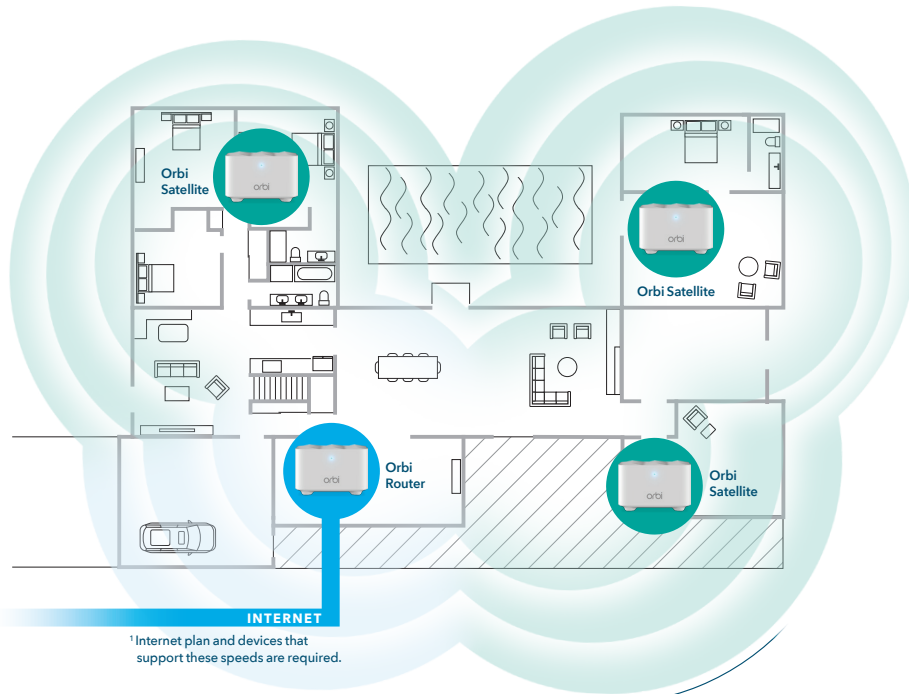 Orbi
Satellite
orbi
orbi
Orbi Satellite
orbi
Orbi
Router
orbi
Orbi
Satellite
INTERNET
¹ Internet plan and devices that
support these speeds are required.